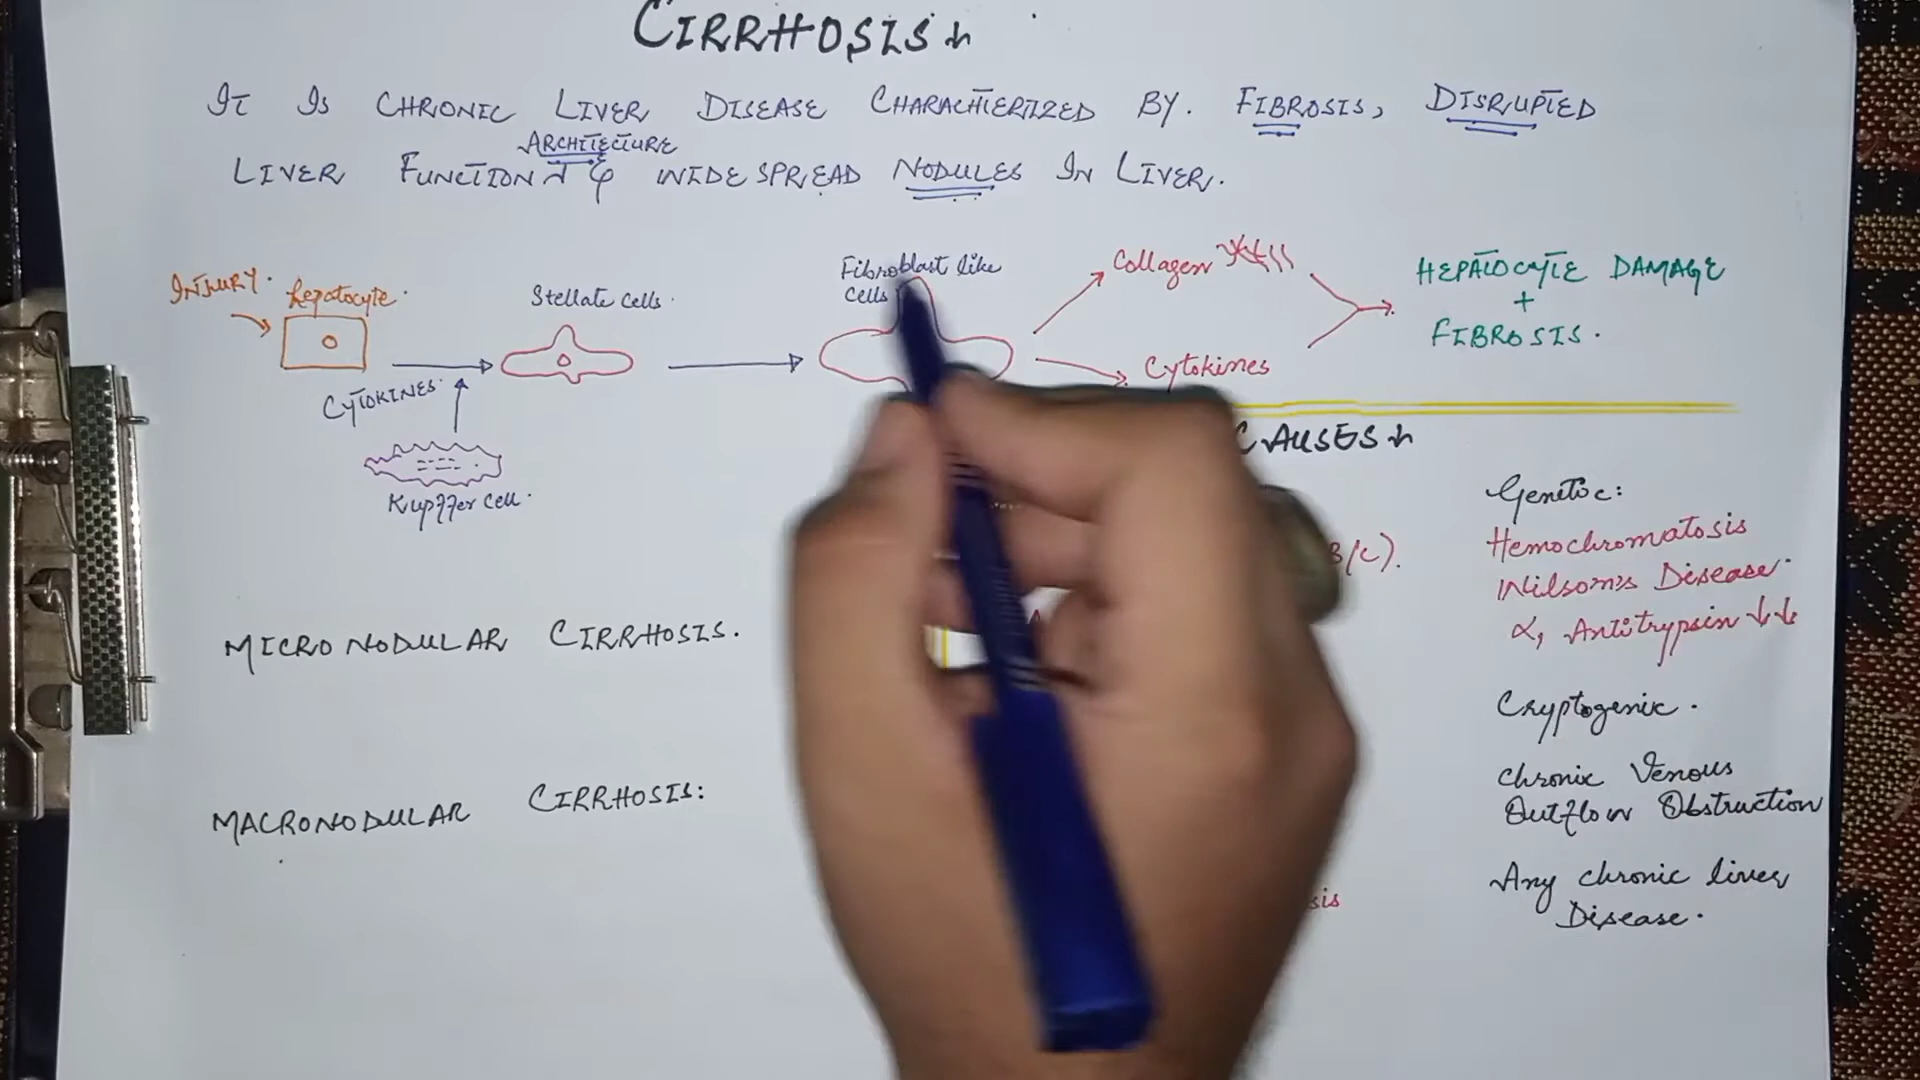 CIRRHOSIS
IT IS CHRONIC LIVER DISEASE CHARACTERIZED BY. FIBROSIS, DISRUPTED
ARCHITECTURE
LIVER FUNCTION & WIDESPREAD NODULES IN LIVER.
INJURY.
hepatocyte.
Stellate cells.
Fibroblast like
cells
Collagen
HEPATOCYTE DAMAGE
+
FIBROSIS.
CYTOKINES.
Cytokines
Kupffer cell.
CAUSES
B/C).
Genetic:
Hemochromatosis
Wilson's Disease.
α, Antitrypsin ↓↓
Cryptogenic.
Chronic Venous
Outflow Obstruction
Any chronic liver
Disease.
MICRONODULAR CIRRHOSIS.
MACRONODULAR CIRRHOSIS:
sis